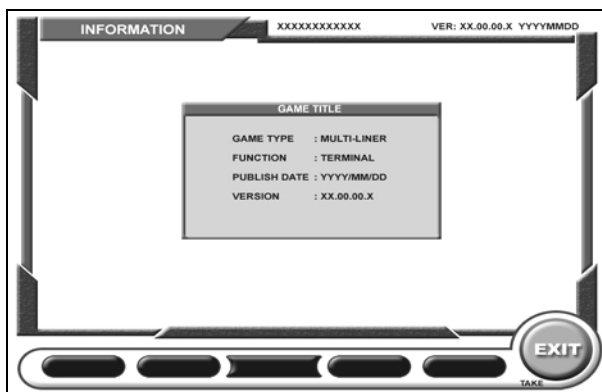 INFORMATION XXXXXXXXXXXX VER: XX.00.00.X YYYYMMDD
GAME TITLE
GAME TYPE : MULTI-LINER
FUNCTION : TERMINAL
PUBLISH DATE : YYYY/MM/DD
VERSION : XX.00.00.X
EXIT
TAKE